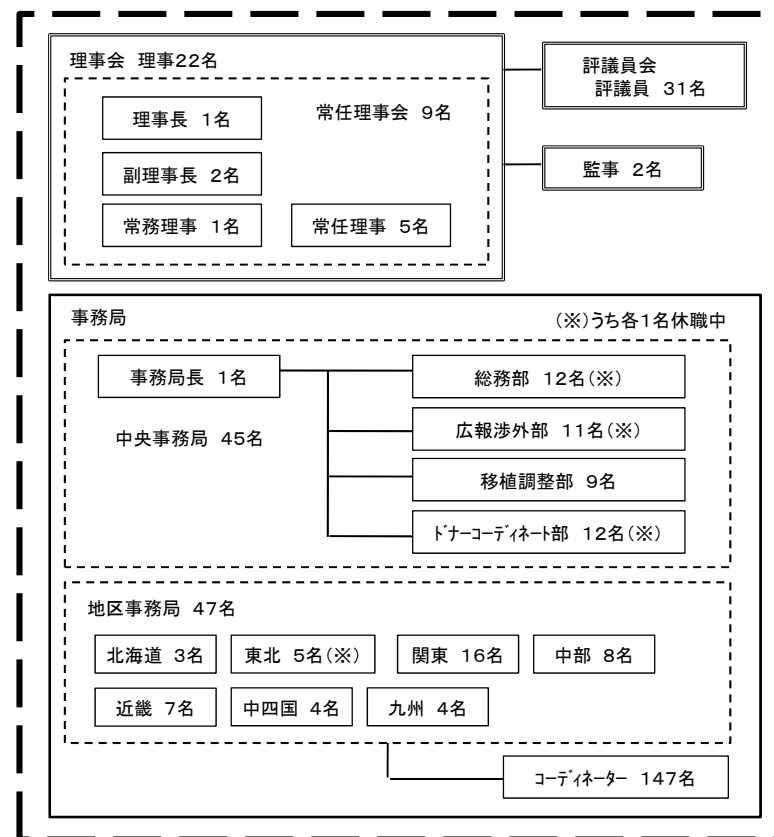 理事会 理事22名
評議員会
評議員 31名
常任理事会 9名
理事長 1名
副理事長 2名
監事 2名
常務理事 1名
常任理事 5名
事務局
(※)うち各1名休職中
事務局長 1名
総務部 12名(※)
中央事務局 45名
広報渉外部 11名(※)
移植調整部 9名
ﾄﾞﾅｰｺｰﾃﾞｨﾈｰﾄ部 12名(※)
地区事務局 47名
北海道 3名
東北 5名(※)
関東 16名
中部 8名
近畿 7名
中四国 4名
九州 4名
ｺｰﾃﾞｨﾈｰﾀｰ 147名